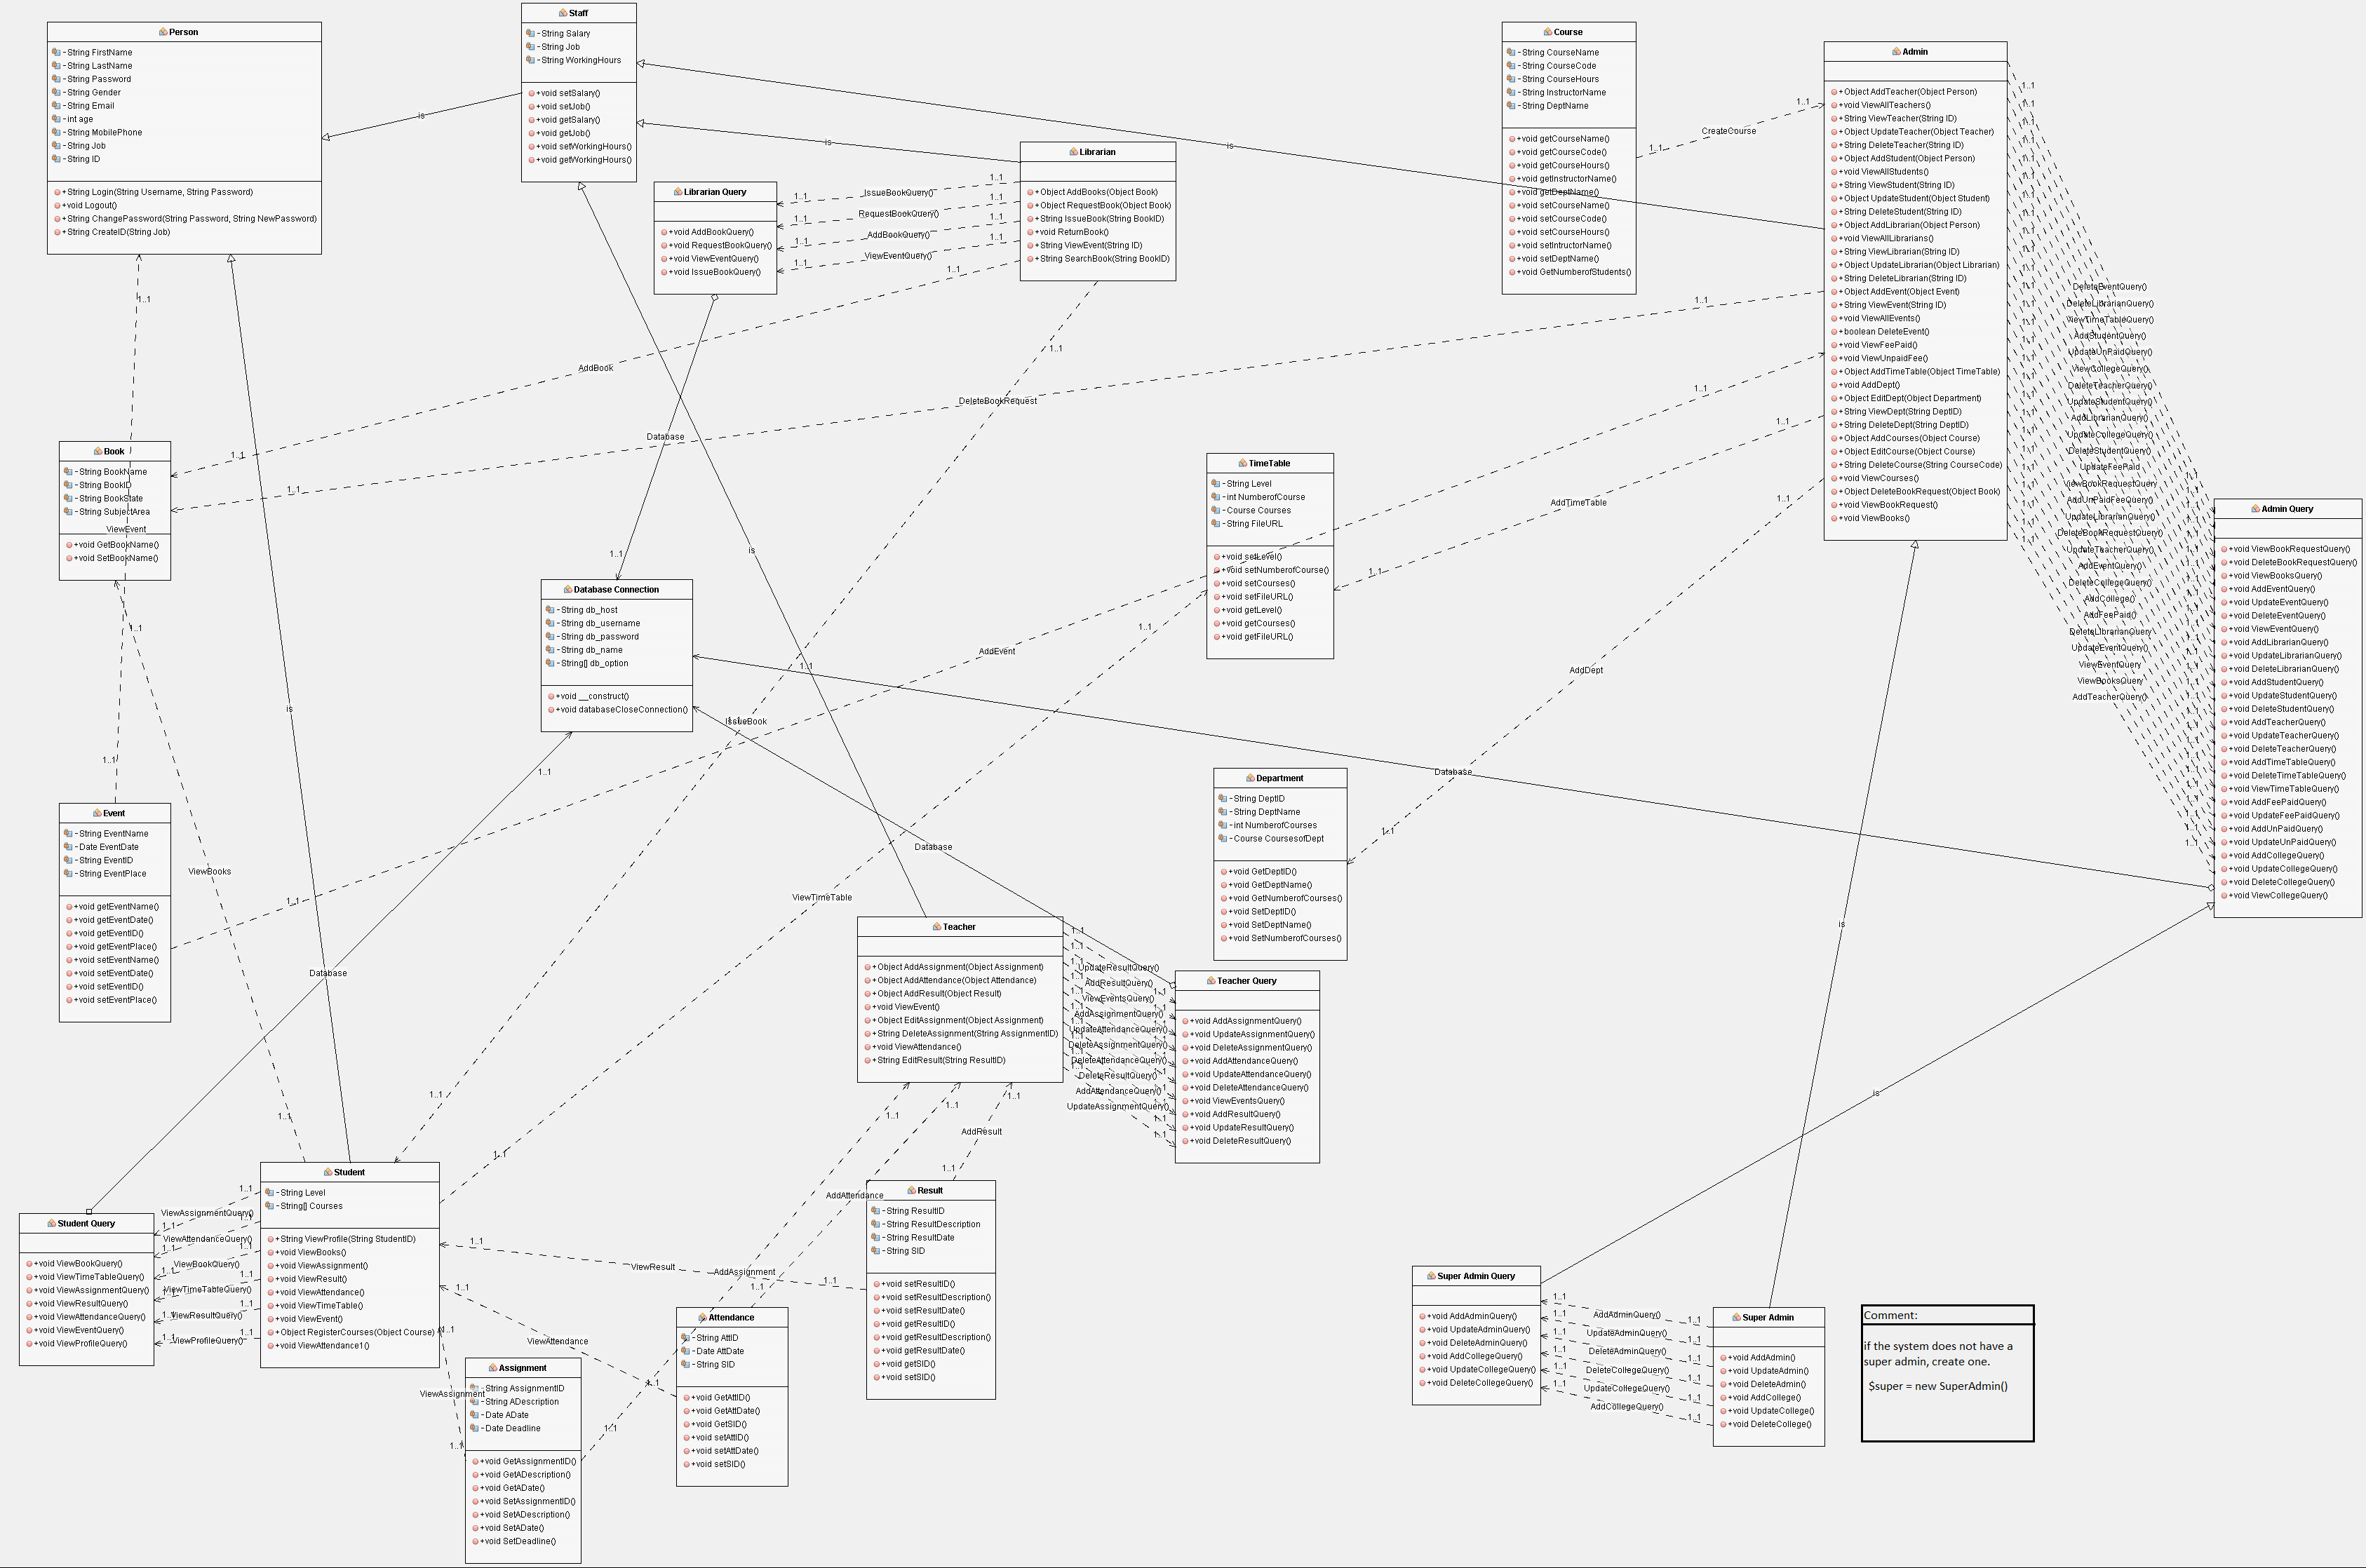 Person
-String FirstName
-String LastName
-String Password
-String Gender
-String Email
-int age
-String MobilePhone
-String Job
-String ID
+String Login(String Username, String Password)
+void Logout()
+String ChangePassword(String Password, String NewPassword)
+String CreateID(String Job)
Staff
-String Salary
-String Job
-String WorkingHours
+void setSalary()
+void setJob()
+void getSalary()
+void getJob()
+void setWorkingHours()
+void getWorkingHours()
is
is
is
Librarian Query
+void AddBookQuery()
+void RequestBookQuery()
+void ViewEventQuery()
+void IssueBookQuery()
IssueBookQuery()
RequestBookQuery()
AddBookQuery()
ViewEventQuery()
1..1
1..1
1..1
1..1
1..1
1..1
1..1
1..1
Librarian
+Object AddBooks(Object Book)
+Object RequestBook(Object Book)
+String IssueBook(String BookID)
+void ReturnBook()
+String ViewEvent(String ID)
+String SearchBook(String BookID)
Course
-String CourseName
-String CourseCode
-String CourseHours
-String InstructorName
-String DeptName
+void getCourseName()
+void getCourseCode()
+void getCourseHours()
+void getInstructorName()
+void getDeptName()
+void setCourseName()
+void setCourseCode()
+void setCourseHours()
+void setIntructorName()
+void setDeptName()
+void GetNumberofStudents()
1..1
CreateCourse
1..1
Admin
+Object AddTeacher(Object Person)
+void ViewAllTeachers()
+String ViewTeacher(String ID)
+Object UpdateTeacher(Object Teacher)
+String DeleteTeacher(String ID)
+Object AddStudent(Object Person)
+void ViewAllStudents()
+String ViewStudent(String ID)
+Object UpdateStudent(Object Student)
+String DeleteStudent(String ID)
+Object AddLibrarian(Object Person)
+void ViewAllLibrarians()
+String ViewLibrarian(String ID)
+Object UpdateLibrarian(Object Librarian)
+String DeleteLibrarian(String ID)
+Object AddEvent(Object Event)
+String ViewEvent(String ID)
+void ViewAllEvents()
+boolean DeleteEvent()
+void ViewFeePaid()
+void ViewUnpaidFee()
+Object AddTimeTable(Object TimeTable)
+void AddDept()
+Object EditDept(Object Department)
+String ViewDept(String DeptID)
+String DeleteDept(String DeptID)
+Object AddCourses(Object Course)
+Object EditCourse(Object Course)
+String DeleteCourse(String CourseCode)
+void ViewCourses()
+Object DeleteBookRequest(Object Book)
+void ViewBookRequest()
+void ViewBooks()
DeleteEventQuery()
DeleteLibrarianQuery()
ViewTimeTableQuery()
AddStudentQuery()
UpdateUnPaidQuery()
ViewCollegeQuery()
DeleteTeacherQuery()
UpdateStudentQuery()
AddLibrarianQuery()
UpdateCollegeQuery()
DeleteStudentQuery()
UpdateFeePaid
ViewBookRequestQuery
AddUnPaidFeeQuery()
UpdateLibrarianQuery()
DeleteBookRequestQuery()
UpdateTeacherQuery()
AddEventQuery()
DeleteCollegeQuery()
AddCollege()
AddFeePaid()
DeleteLibrarianQuery
UpdateEventQuery()
ViewEventQuery
ViewBooksQuery
AddTeacherQuery()
Admin Query
+void ViewBookRequestQuery()
+void DeleteBookRequestQuery()
+void ViewBooksQuery()
+void AddEventQuery()
+void UpdateEventQuery()
+void DeleteEventQuery()
+void ViewEventQuery()
+void AddLibrarianQuery()
+void UpdateLibrarianQuery()
+void DeleteLibrarianQuery()
+void AddStudentQuery()
+void UpdateStudentQuery()
+void DeleteStudentQuery()
+void AddTeacherQuery()
+void UpdateTeacherQuery()
+void DeleteTeacherQuery()
+void AddTimeTableQuery()
+void DeleteTimeTableQuery()
+void ViewTimeTableQuery()
+void AddFeePaidQuery()
+void UpdateFeePaidQuery()
+void AddUnPaidQuery()
+void UpdateUnPaidQuery()
+void AddCollegeQuery()
+void UpdateCollegeQuery()
+void DeleteCollegeQuery()
+void ViewCollegeQuery()
Book
-String BookName
-String BookID
-String BookState
-String SubjectArea
+void GetBookName()
+void SetBookName()
ViewEvent
AddBook
DeleteBookRequest
Database
1..1
1..1
1..1
1..1
1..1
1..1
1..1
Database Connection
-String db_host
-String db_username
-String db_password
-String db_name
-String[] db_option
+void __construct()
+void databaseCloseConnection()
TimeTable
-String Level
-int NumberofCourse
-Course Courses
-String FileURL
+void setLevel()
+void setNumberofCourse()
+void setCourses()
+void setFileURL()
+void getLevel()
+void getCourses()
+void getFileURL()
AddTimeTable
AddEvent
AddDept
IssueBook
is
is
Database
Database
Database
ViewBooks
ViewTimeTable
Event
-String EventName
-Date EventDate
-String EventID
-String EventPlace
+void getEventName()
+void getEventDate()
+void getEventID()
+void getEventPlace()
+void setEventName()
+void setEventDate()
+void setEventID()
+void setEventPlace()
Department
-String DeptID
-String DeptName
-int NumberofCourses
-Course CoursesofDept
+void GetDeptID()
+void GetDeptName()
+void GetNumberofCourses()
+void SetDeptID()
+void SetDeptName()
+void SetNumberofCourses()
Teacher
+Object AddAssignment(Object Assignment)
+Object AddAttendance(Object Attendance)
+Object AddResult(Object Result)
+void ViewEvent()
+Object EditAssignment(Object Assignment)
+String DeleteAssignment(String AssignmentID)
+void ViewAttendance()
+String EditResult(String ResultID)
UpdateResultQuery()
AddResultQuery()
ViewEventsQuery()
AddAssignmentQuery()
UpdateAttendanceQuery()
DeleteAssignmentQuery()
DeleteAttendanceQuery()
DeleteResultQuery()
AddAttendanceQuery()
UpdateAssignmentQuery()
Teacher Query
+void AddAssignmentQuery()
+void UpdateAssignmentQuery()
+void DeleteAssignmentQuery()
+void AddAttendanceQuery()
+void UpdateAttendanceQuery()
+void DeleteAttendanceQuery()
+void ViewEventsQuery()
+void AddResultQuery()
+void UpdateResultQuery()
+void DeleteResultQuery()
is
is
Student Query
+void ViewBookQuery()
+void ViewTimeTableQuery()
+void ViewAssignmentQuery()
+void ViewResultQuery()
+void ViewAttendanceQuery()
+void ViewEventQuery()
+void ViewProfileQuery()
ViewAssignmentQuery()
ViewAttendanceQuery()
ViewBookQuery()
ViewTimeTableQuery()
ViewResultQuery()
ViewProfileQuery()
Student
-String Level
-String[] Courses
+String ViewProfile(String StudentID)
+void ViewBooks()
+void ViewAssignment()
+void ViewResult()
+void ViewAttendance()
+void ViewTimeTable()
+void ViewEvent()
+Object RegisterCourses(Object Course)
+void ViewAttendance1()
AddResult
AddAttendance
AddAssignment
ViewResult
ViewAttendance
ViewAssignment
Result
-String ResultID
-String ResultDescription
-String ResultDate
-String SID
+void setResultID()
+void setResultDescription()
+void setResultDate()
+void getResultID()
+void getResultDescription()
+void getResultDate()
+void getSID()
+void setSID()
Attendance
-String AttID
-Date AttDate
-String SID
+void GetAttID()
+void GetAttDate()
+void GetSID()
+void setAttID()
+void setAttDate()
+void setSID()
Assignment
-String AssignmentID
-String ADescription
-Date ADate
-Date Deadline
+void GetAssignmentID()
+void GetADescription()
+void GetADate()
+void SetAssignmentID()
+void SetADescription()
+void SetADate()
+void SetDeadline()
Super Admin Query
+void AddAdminQuery()
+void UpdateAdminQuery()
+void DeleteAdminQuery()
+void AddCollegeQuery()
+void UpdateCollegeQuery()
+void DeleteCollegeQuery()
AddAdminQuery()
UpdateAdminQuery()
DeleteAdminQuery()
DeleteCollegeQuery()
UpdateCollegeQuery()
AddCollegeQuery()
Super Admin
+void AddAdmin()
+void UpdateAdmin()
+void DeleteAdmin()
+void AddCollege()
+void UpdateCollege()
+void DeleteCollege()
Comment:
if the system does not have a
super admin, create one.
$super = new SuperAdmin()